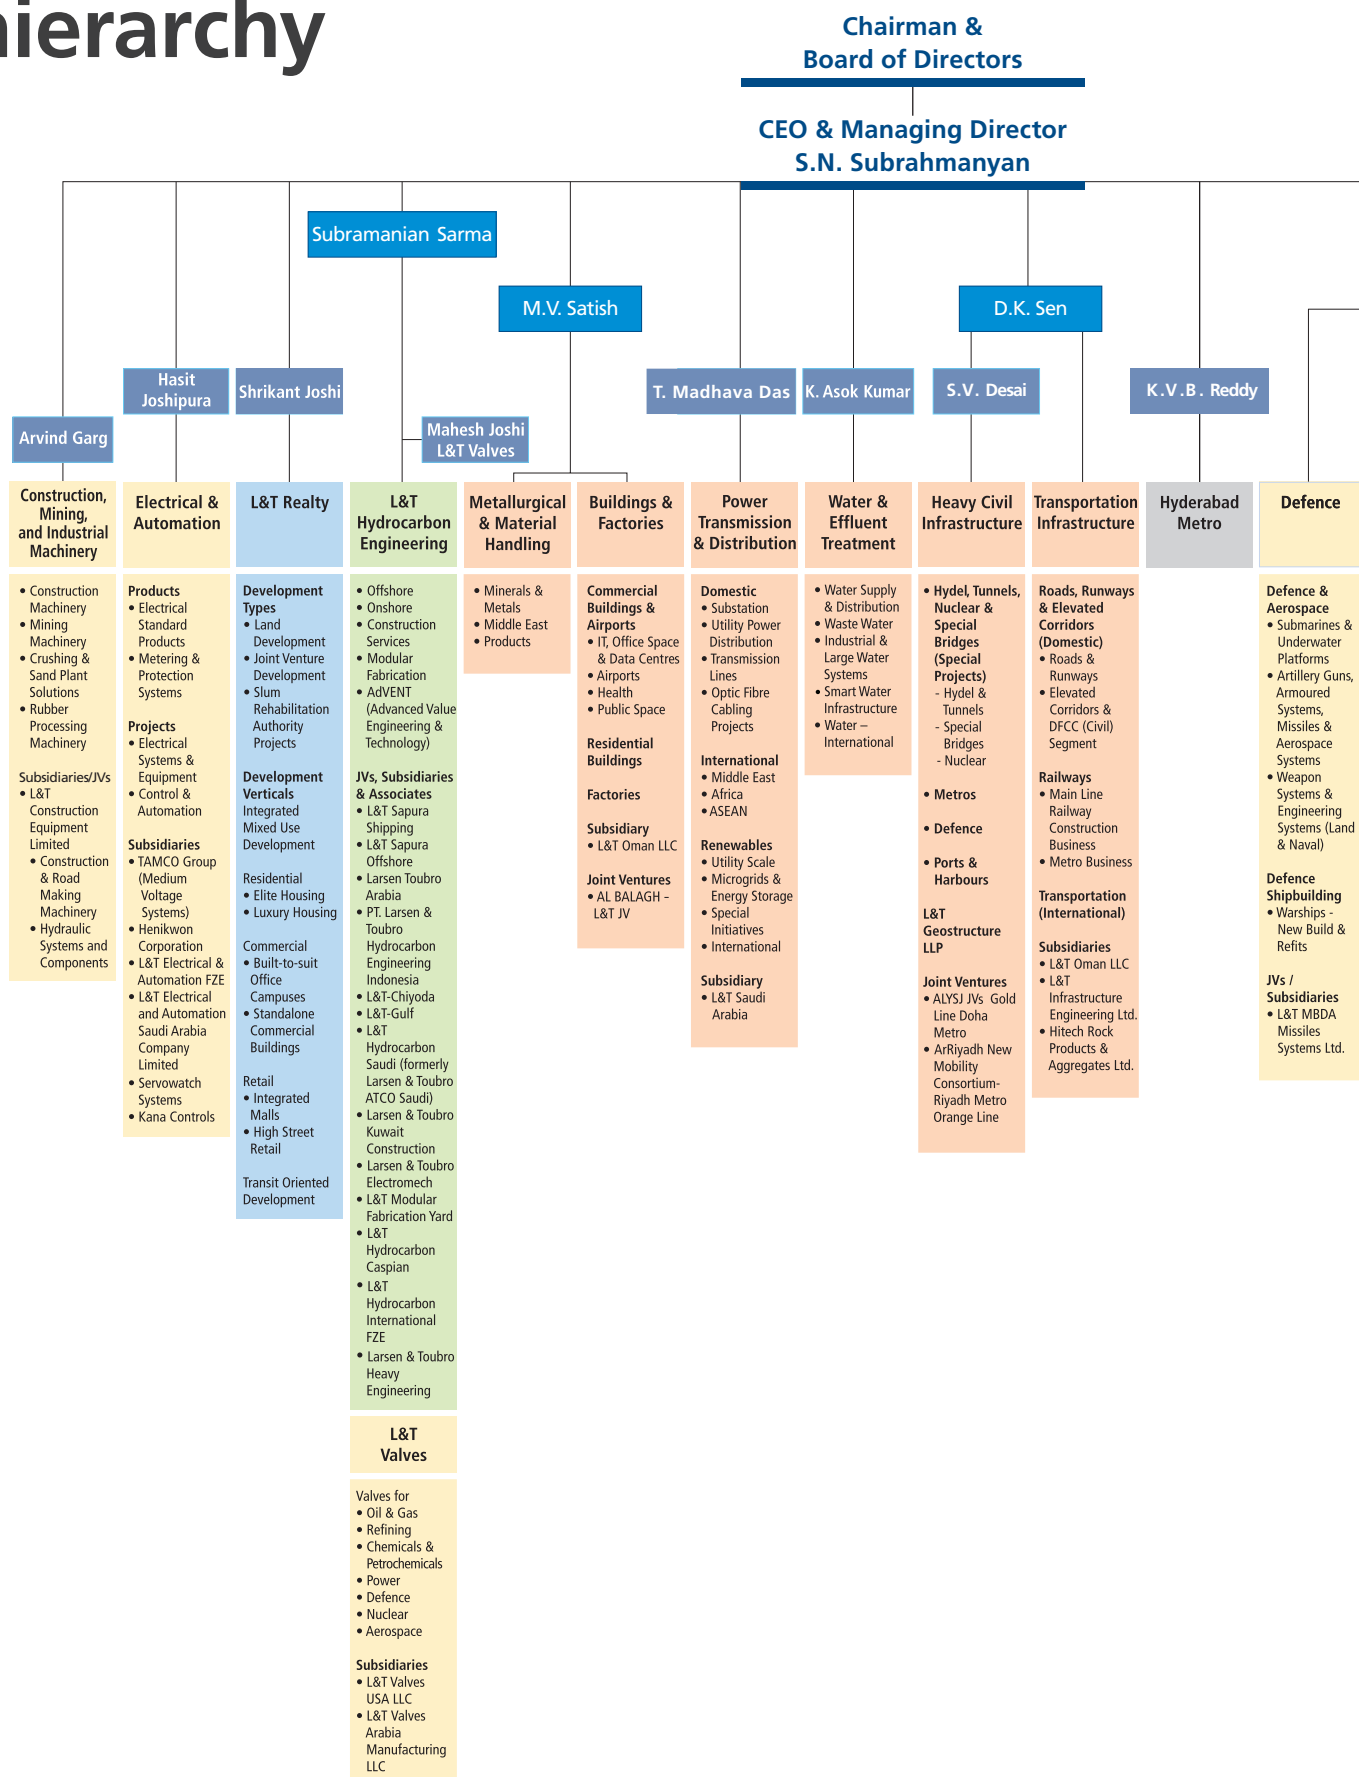 hierarchy
Chairman &
Board of Directors
CEO & Managing Director
S.N. Subrahmanyan
Subramanian Sarma
M.V. Satish
D.K. Sen
Hasit
Joshipura
Shrikant Joshi
T. Madhava Das
K. Asok Kumar
S.V. Desai
K.V.B. Reddy
Arvind Garg
Mahesh Joshi
L&T Valves
Construction,
Mining,
and Industrial
Machinery
• Construction
Machinery
• Mining
Machinery
• Crushing &
Sand Plant
Solutions
• Rubber
Processing
Machinery
Subsidiaries/JVs
• L&T
Construction
Equipment
Limited
• Construction
& Road
Making
Machinery
• Hydraulic
Systems and
Components
Electrical &
Automation
Products
• Electrical
Standard
Products
• Metering &
Protection
Systems
Projects
• Electrical
Systems &
Equipment
• Control &
Automation
Subsidiaries
• TAMCO Group
(Medium
Voltage
Systems)
• Henikwon
Corporation
• L&T Electrical &
Automation FZE
• L&T Electrical
and Automation
Saudi Arabia
Company
Limited
• Servowatch
Systems
• Kana Controls
L&T Realty
Development
Types
• Land
Development
• Joint Venture
Development
• Slum
Rehabilitation
Authority
Projects
Development
Verticals
Integrated
Mixed Use
Development
Residential
• Elite Housing
• Luxury Housing
Commercial
• Built-to-suit
Office
Campuses
• Standalone
Commercial
Buildings
Retail
• Integrated
Malls
• High Street
Retail
Transit Oriented
Development
L&T
Hydrocarbon
Engineering
• Offshore
• Onshore
• Construction
Services
• Modular
Fabrication
• AdVENT
(Advanced Value
Engineering &
Technology)
JVs, Subsidiaries
& Associates
• L&T Sapura
Shipping
• L&T Sapura
Offshore
• Larsen Toubro
Arabia
• PT. Larsen &
Toubro
Hydrocarbon
Engineering
Indonesia
• L&T-Chiyoda
• L&T-Gulf
• L&T
Hydrocarbon
Saudi (formerly
Larsen & Toubro
ATCO Saudi)
• Larsen & Toubro
Kuwait
Construction
• Larsen & Toubro
Electromech
• L&T Modular
Fabrication Yard
• L&T
Hydrocarbon
Caspian
• L&T
Hydrocarbon
International
FZE
• Larsen & Toubro
Heavy
Engineering
L&T
Valves
Valves for
• Oil & Gas
• Refining
• Chemicals &
Petrochemicals
• Power
• Defence
• Nuclear
• Aerospace
Subsidiaries
• L&T Valves
USA LLC
• L&T Valves
Arabia
Manufacturing
LLC
Metallurgical
& Material
Handling
• Minerals &
Metals
• Middle East
• Products
Buildings &
Factories
Commercial
Buildings &
Airports
• IT, Office Space
& Data Centres
• Airports
• Health
• Public Space
Residential
Buildings
Factories
Subsidiary
• L&T Oman LLC
Joint Ventures
• AL BALAGH -
L&T JV
Power
Transmission
& Distribution
Domestic
• Substation
• Utility Power
Distribution
• Transmission
Lines
• Optic Fibre
Cabling
Projects
International
• Middle East
• Africa
• ASEAN
Renewables
• Utility Scale
• Microgrids &
Energy Storage
• Special
Initiatives
• International
Subsidiary
• L&T Saudi
Arabia
Water &
Effluent
Treatment
• Water Supply
& Distribution
• Waste Water
• Industrial &
Large Water
Systems
• Smart Water
Infrastructure
• Water –
International
Heavy Civil
Infrastructure
• Hydel, Tunnels,
Nuclear &
Special
Bridges
(Special
Projects)
- Hydel &
Tunnels
- Special
Bridges
- Nuclear
• Metros
• Defence
• Ports &
Harbours
L&T
Geostructure
LLP
Joint Ventures
• ALYSJ JVs Gold
Line Doha
Metro
• ArRiyadh New
Mobility
Consortium-
Riyadh Metro
Orange Line
Transportation
Infrastructure
Roads, Runways
& Elevated
Corridors
(Domestic)
• Roads &
Runways
• Elevated
Corridors &
DFCC (Civil)
Segment
Railways
• Main Line
Railway
Construction
Business
• Metro Business
Transportation
(International)
Subsidiaries
• L&T Oman LLC
• L&T
Infrastructure
Engineering Ltd.
• Hitech Rock
Products &
Aggregates Ltd.
Hyderabad
Metro
Defence
Defence &
Aerospace
• Submarines &
Underwater
Platforms
• Artillery Guns,
Armoured
Systems,
Missiles &
Aerospace
Systems
• Weapon
Systems &
Engineering
Systems (Land
& Naval)
Defence
Shipbuilding
• Warships -
New Build &
Refits
JVs /
Subsidiaries
• L&T MBDA
Missiles
Systems Ltd.